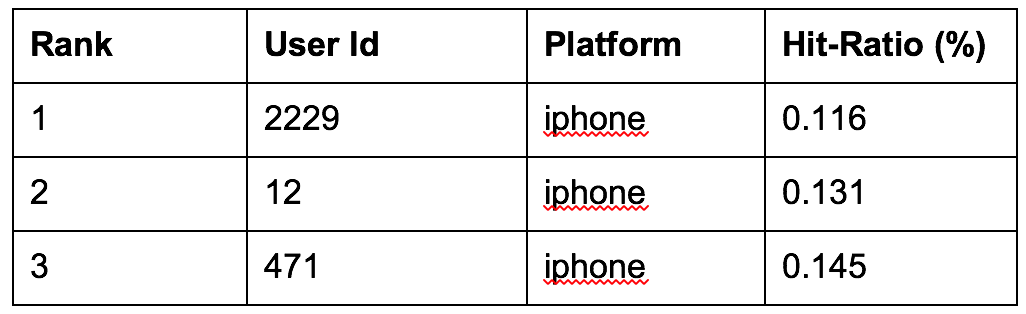 Rank User Id Platform Hit-Ratio (%)
1 2229 iphone 0.116
2 12 iphone 0.131
3 471 iphone 0.145